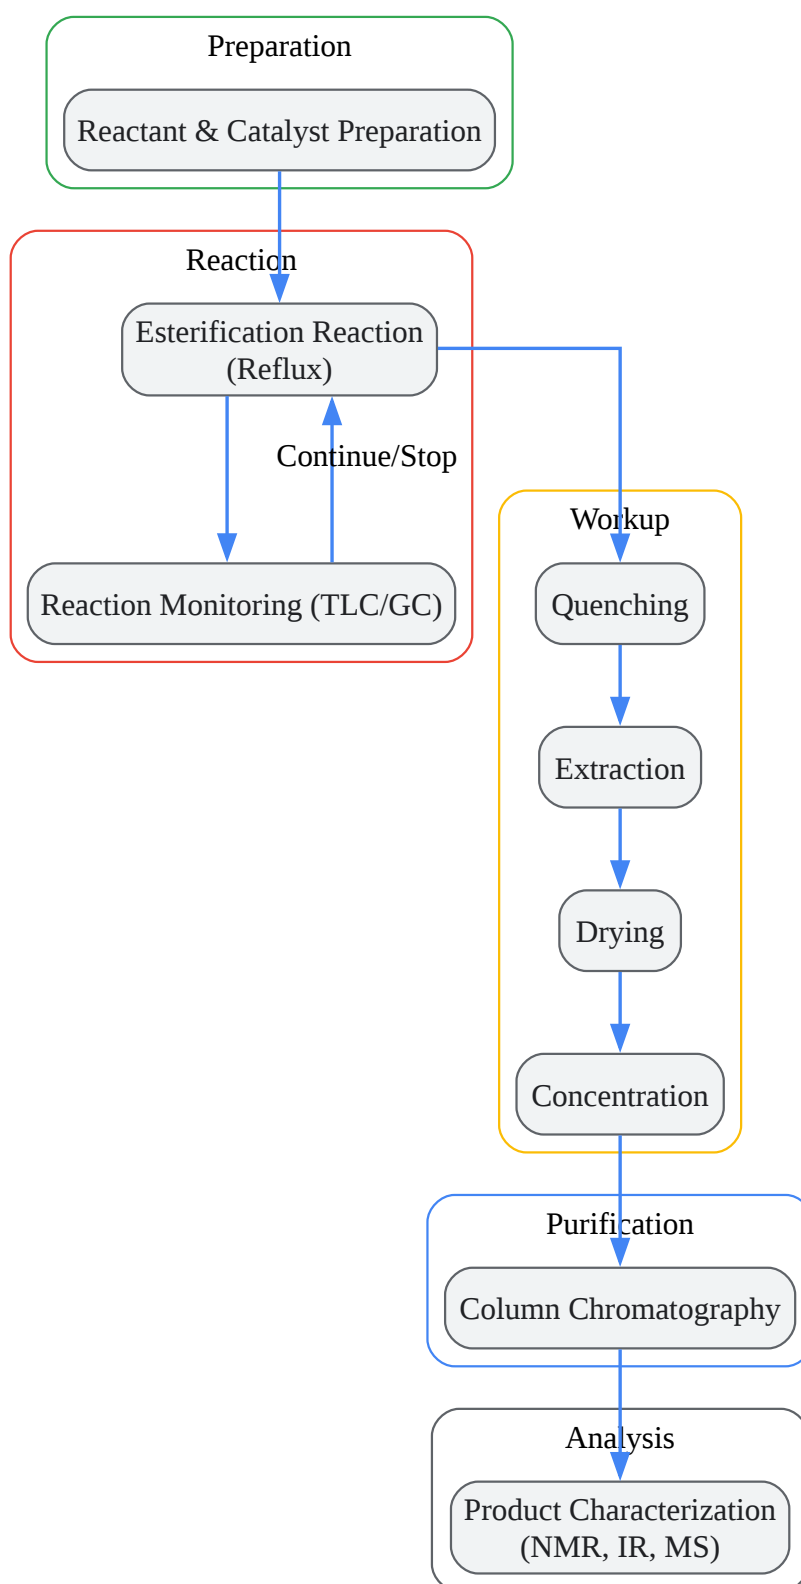 Preparation
Reactant & Catalyst Preparation
Reaction
Esterification Reaction
(Reflux)
Continue/Stop
Reaction Monitoring (TLC/GC)
Workup
Quenching
Extraction
Drying
Concentration
Purification
Column Chromatography
Analysis
Product Characterization
(NMR, IR, MS)